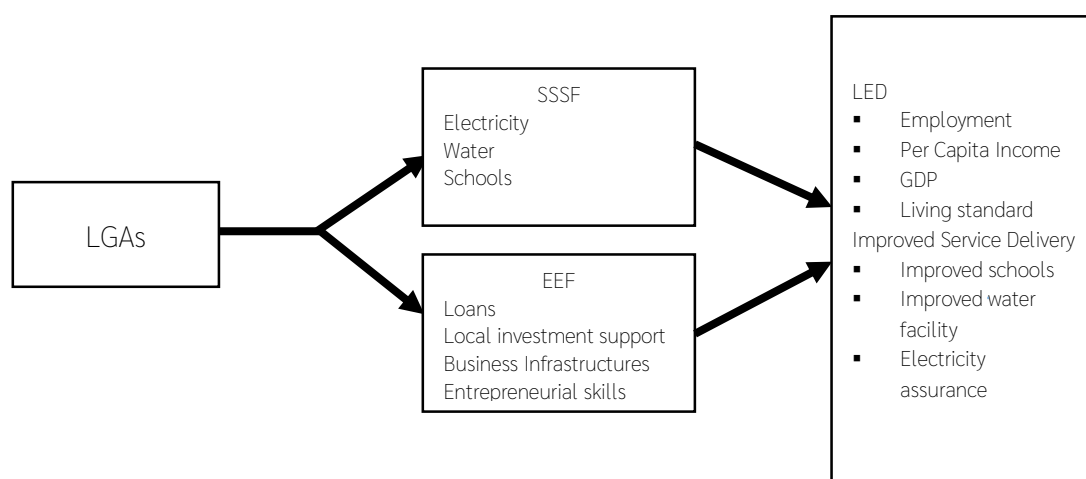 LGAs
SSSF
Electricity
Water
Schools
EEF
Loans
Local investment support
Business Infrastructures
Entrepreneurial skills
LED
▪ Employment
▪ Per Capita Income
▪ GDP
▪ Living standard
Improved Service Delivery
▪ Improved schools
▪ Improved water
facility
▪ Electricity
assurance